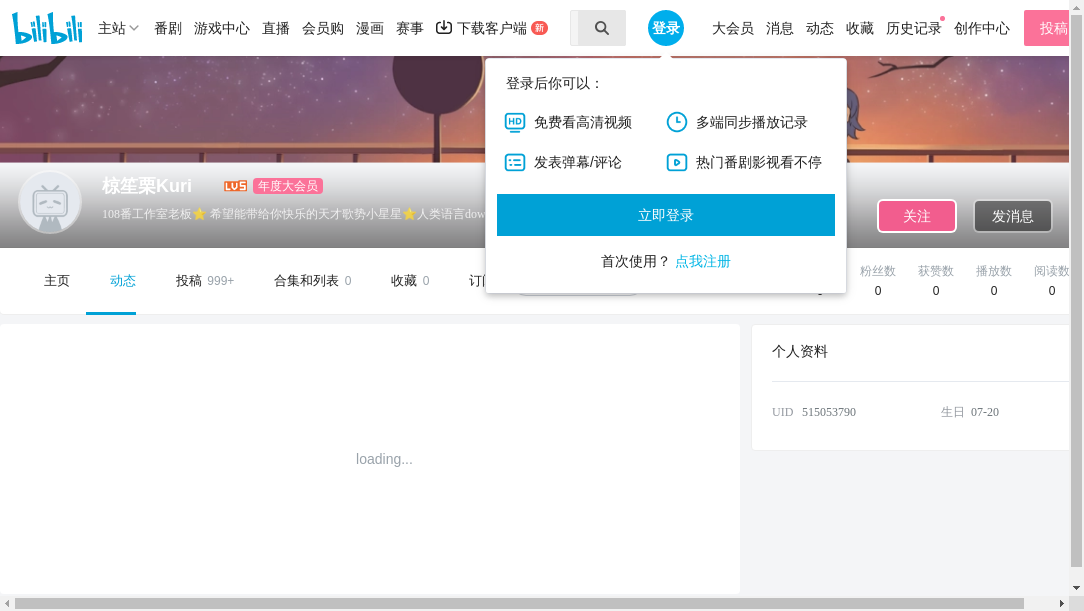 bilibili 主站 番剧 游戏中心 直播 会员购 漫画 赛事 下载客户端 新 登录 大会员 消息 动态 收藏 历史记录 创作中心 投稿
登录后你可以：
HD 免费看高清视频 多端同步播放记录
发表弹幕/评论 热门番剧影视看不停
立即登录
首次使用？ 点我注册
椋笙栗Kuri LV5 年度大会员
108番工作室老板⭐ 希望能带给你快乐的天才歌势小星星⭐人类语言dow
关注 发消息
主页 动态 投稿 999+ 合集和列表 0 收藏 0
粉丝数 获赞数 播放数 阅读数
0 0 0 0
loading...
个人资料
UID 515053790 生日 07-20